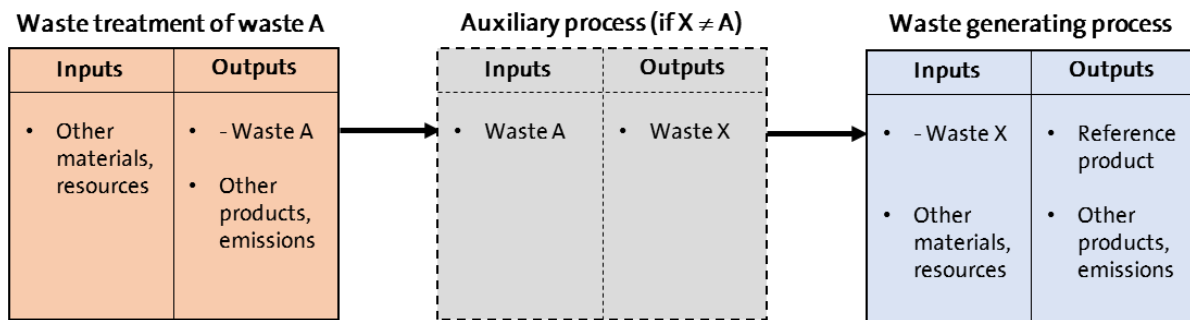 Waste treatment of waste A
Inputs
Outputs
• Other
materials,
resources
• - Waste A
• Other
products,
emissions
Auxiliary process (if X ≠ A)
Inputs
Outputs
• Waste A
• Waste X
Waste generating process
Inputs
Outputs
• - Waste X
• Other
materials,
resources
• Reference
product
• Other
products,
emissions